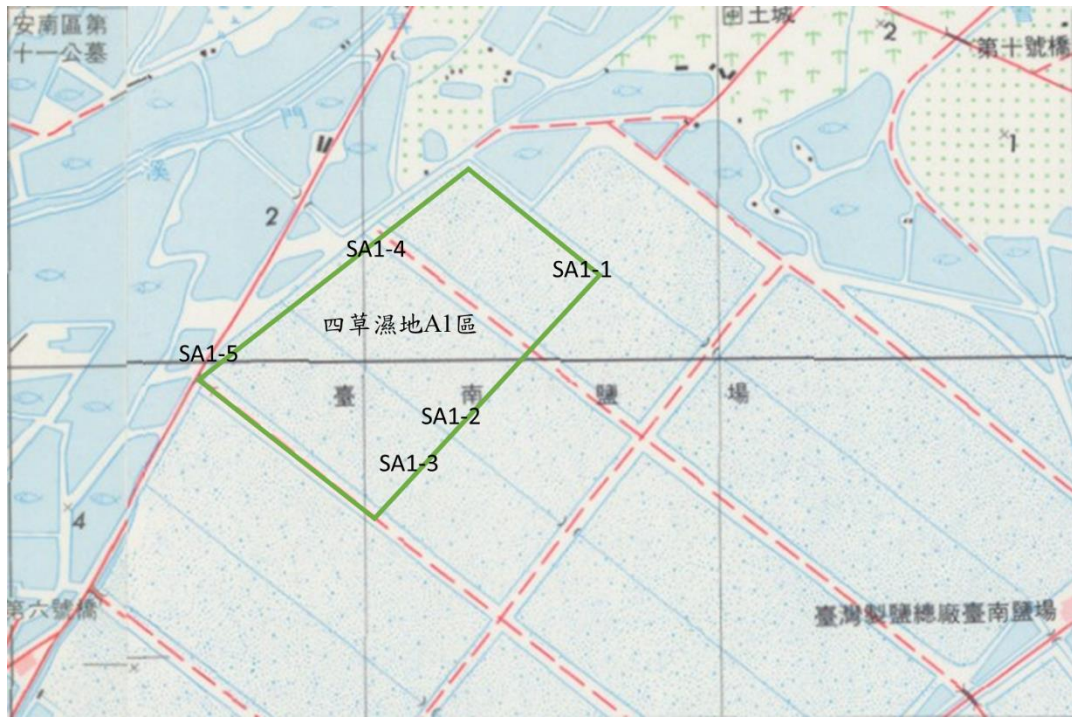 安南區第
十一公墓
土城
2
第十號橋
門
1
溪
2
SA1-4
SA1-1
四草濕地A1區
SA1-5
臺南鹽場
SA1-2
SA1-3
4
第六號橋
臺灣製鹽總廠臺南鹽場